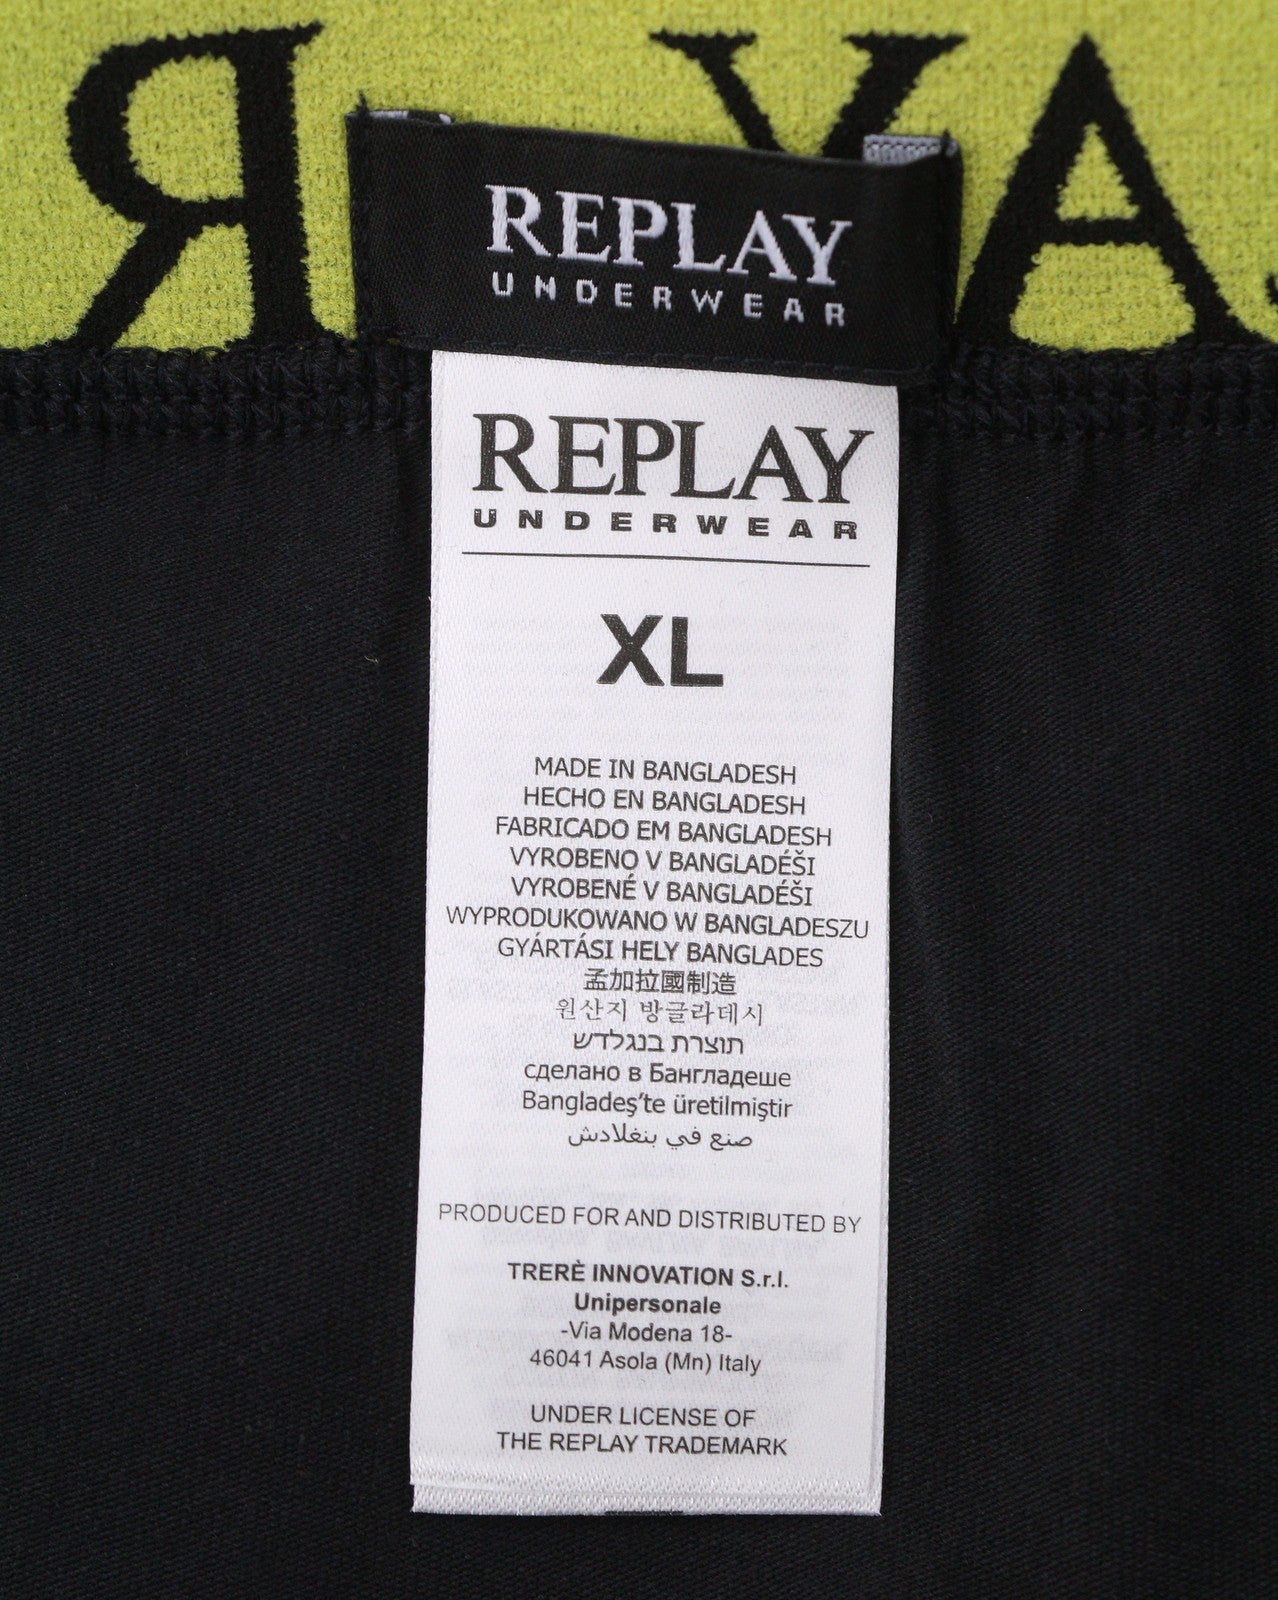 R YA
REPLAY
UNDERWEAR
REPLAY
UNDERWEAR
XL
MADE IN BANGLADESH
HECHO EN BANGLADESH
FABRICADO EM BANGLADESH
VYROBENO V BANGLADÉŠI
VYROBENÉ V BANGLADÉŠI
WYPRODUKOWANO W BANGLADESZU
GYÁRTÁSI HELY BANGLADES
孟加拉國制造
원산지 방글라데시
תוצרת בנגלדש
сделано в Бангладеше
Bangladeş'te üretilmiştir
صنع في بنغلادش
PRODUCED FOR AND DISTRIBUTED BY
TRERÈ INNOVATION S.r.l.
Unipersonale
-Via Modena 18-
46041 Asola (Mn) Italy
UNDER LICENSE OF
THE REPLAY TRADEMARK